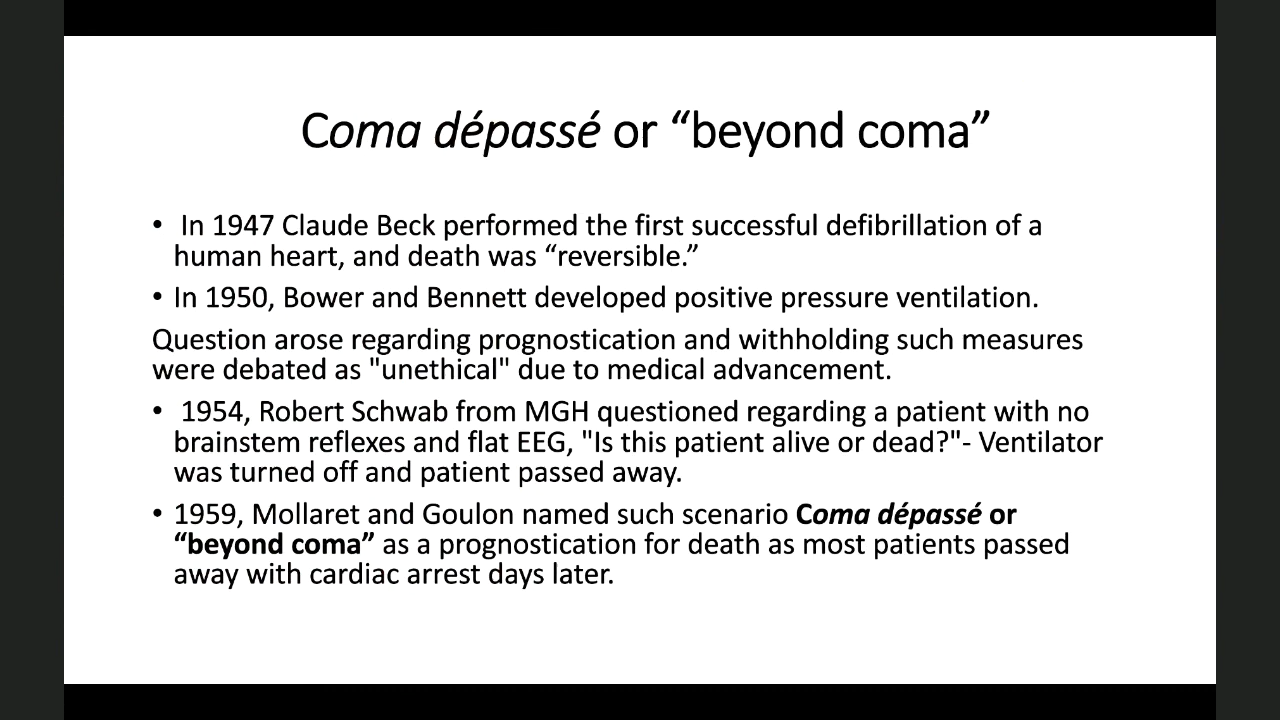 Coma dépassé or “beyond coma”
• In 1947 Claude Beck performed the first successful defibrillation of a
human heart, and death was “reversible.”
• In 1950, Bower and Bennett developed positive pressure ventilation.
Question arose regarding prognostication and withholding such measures
were debated as "unethical" due to medical advancement.
• 1954, Robert Schwab from MGH questioned regarding a patient with no
brainstem reflexes and flat EEG, "Is this patient alive or dead?"- Ventilator
was turned off and patient passed away.
• 1959, Mollaret and Goulon named such scenario Coma dépassé or
“beyond coma” as a prognostication for death as most patients passed
away with cardiac arrest days later.